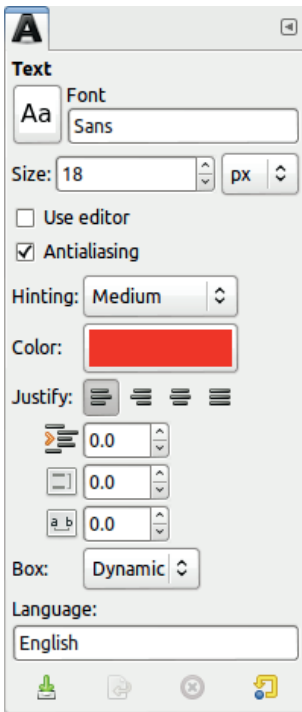 A
Text
Font
Aa
Sans
Size: 18 px
Use editor
Antialiasing
Hinting: Medium
Color:
Justify:
0.0
0.0
a b 0.0
Box: Dynamic
Language:
English